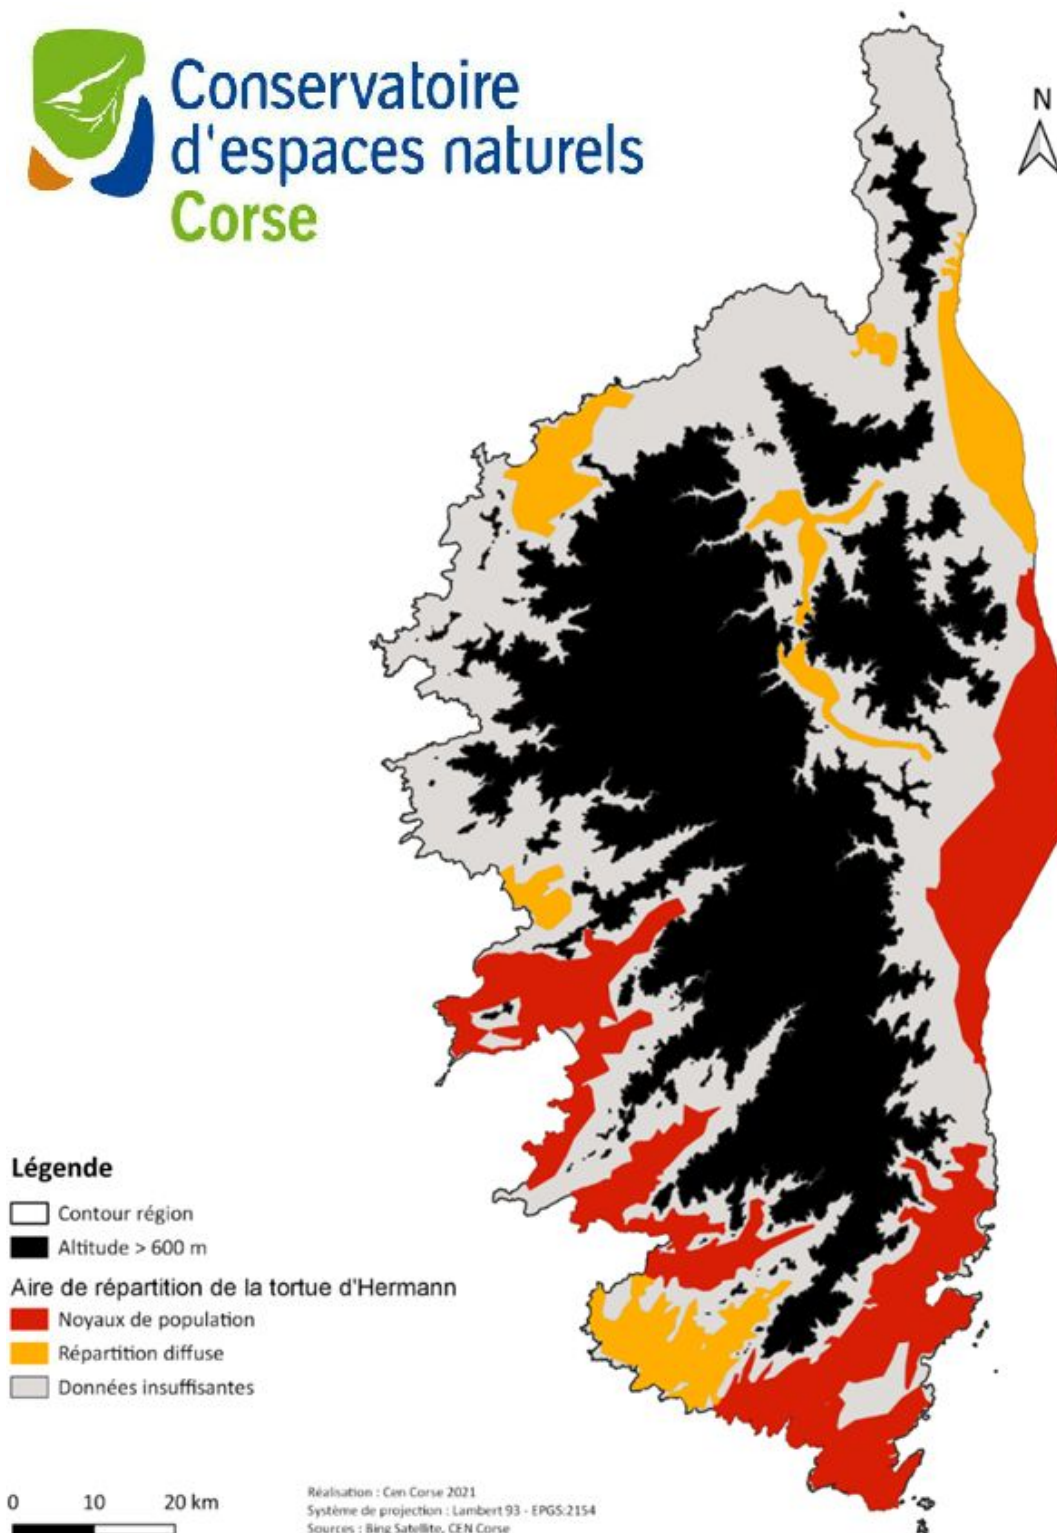 Conservatoire
d'espaces naturels
Corse
N
Légende
Contour région
Altitude > 600 m
Aire de répartition de la tortue d'Hermann
Noyaux de population
Répartition diffuse
Données insuffisantes
0 10 20 km
Réalisation : Cen Corse 2021
Système de projection : Lambert 93 - EPGS:2154
Sources : Bing Satellite, CEN Corse